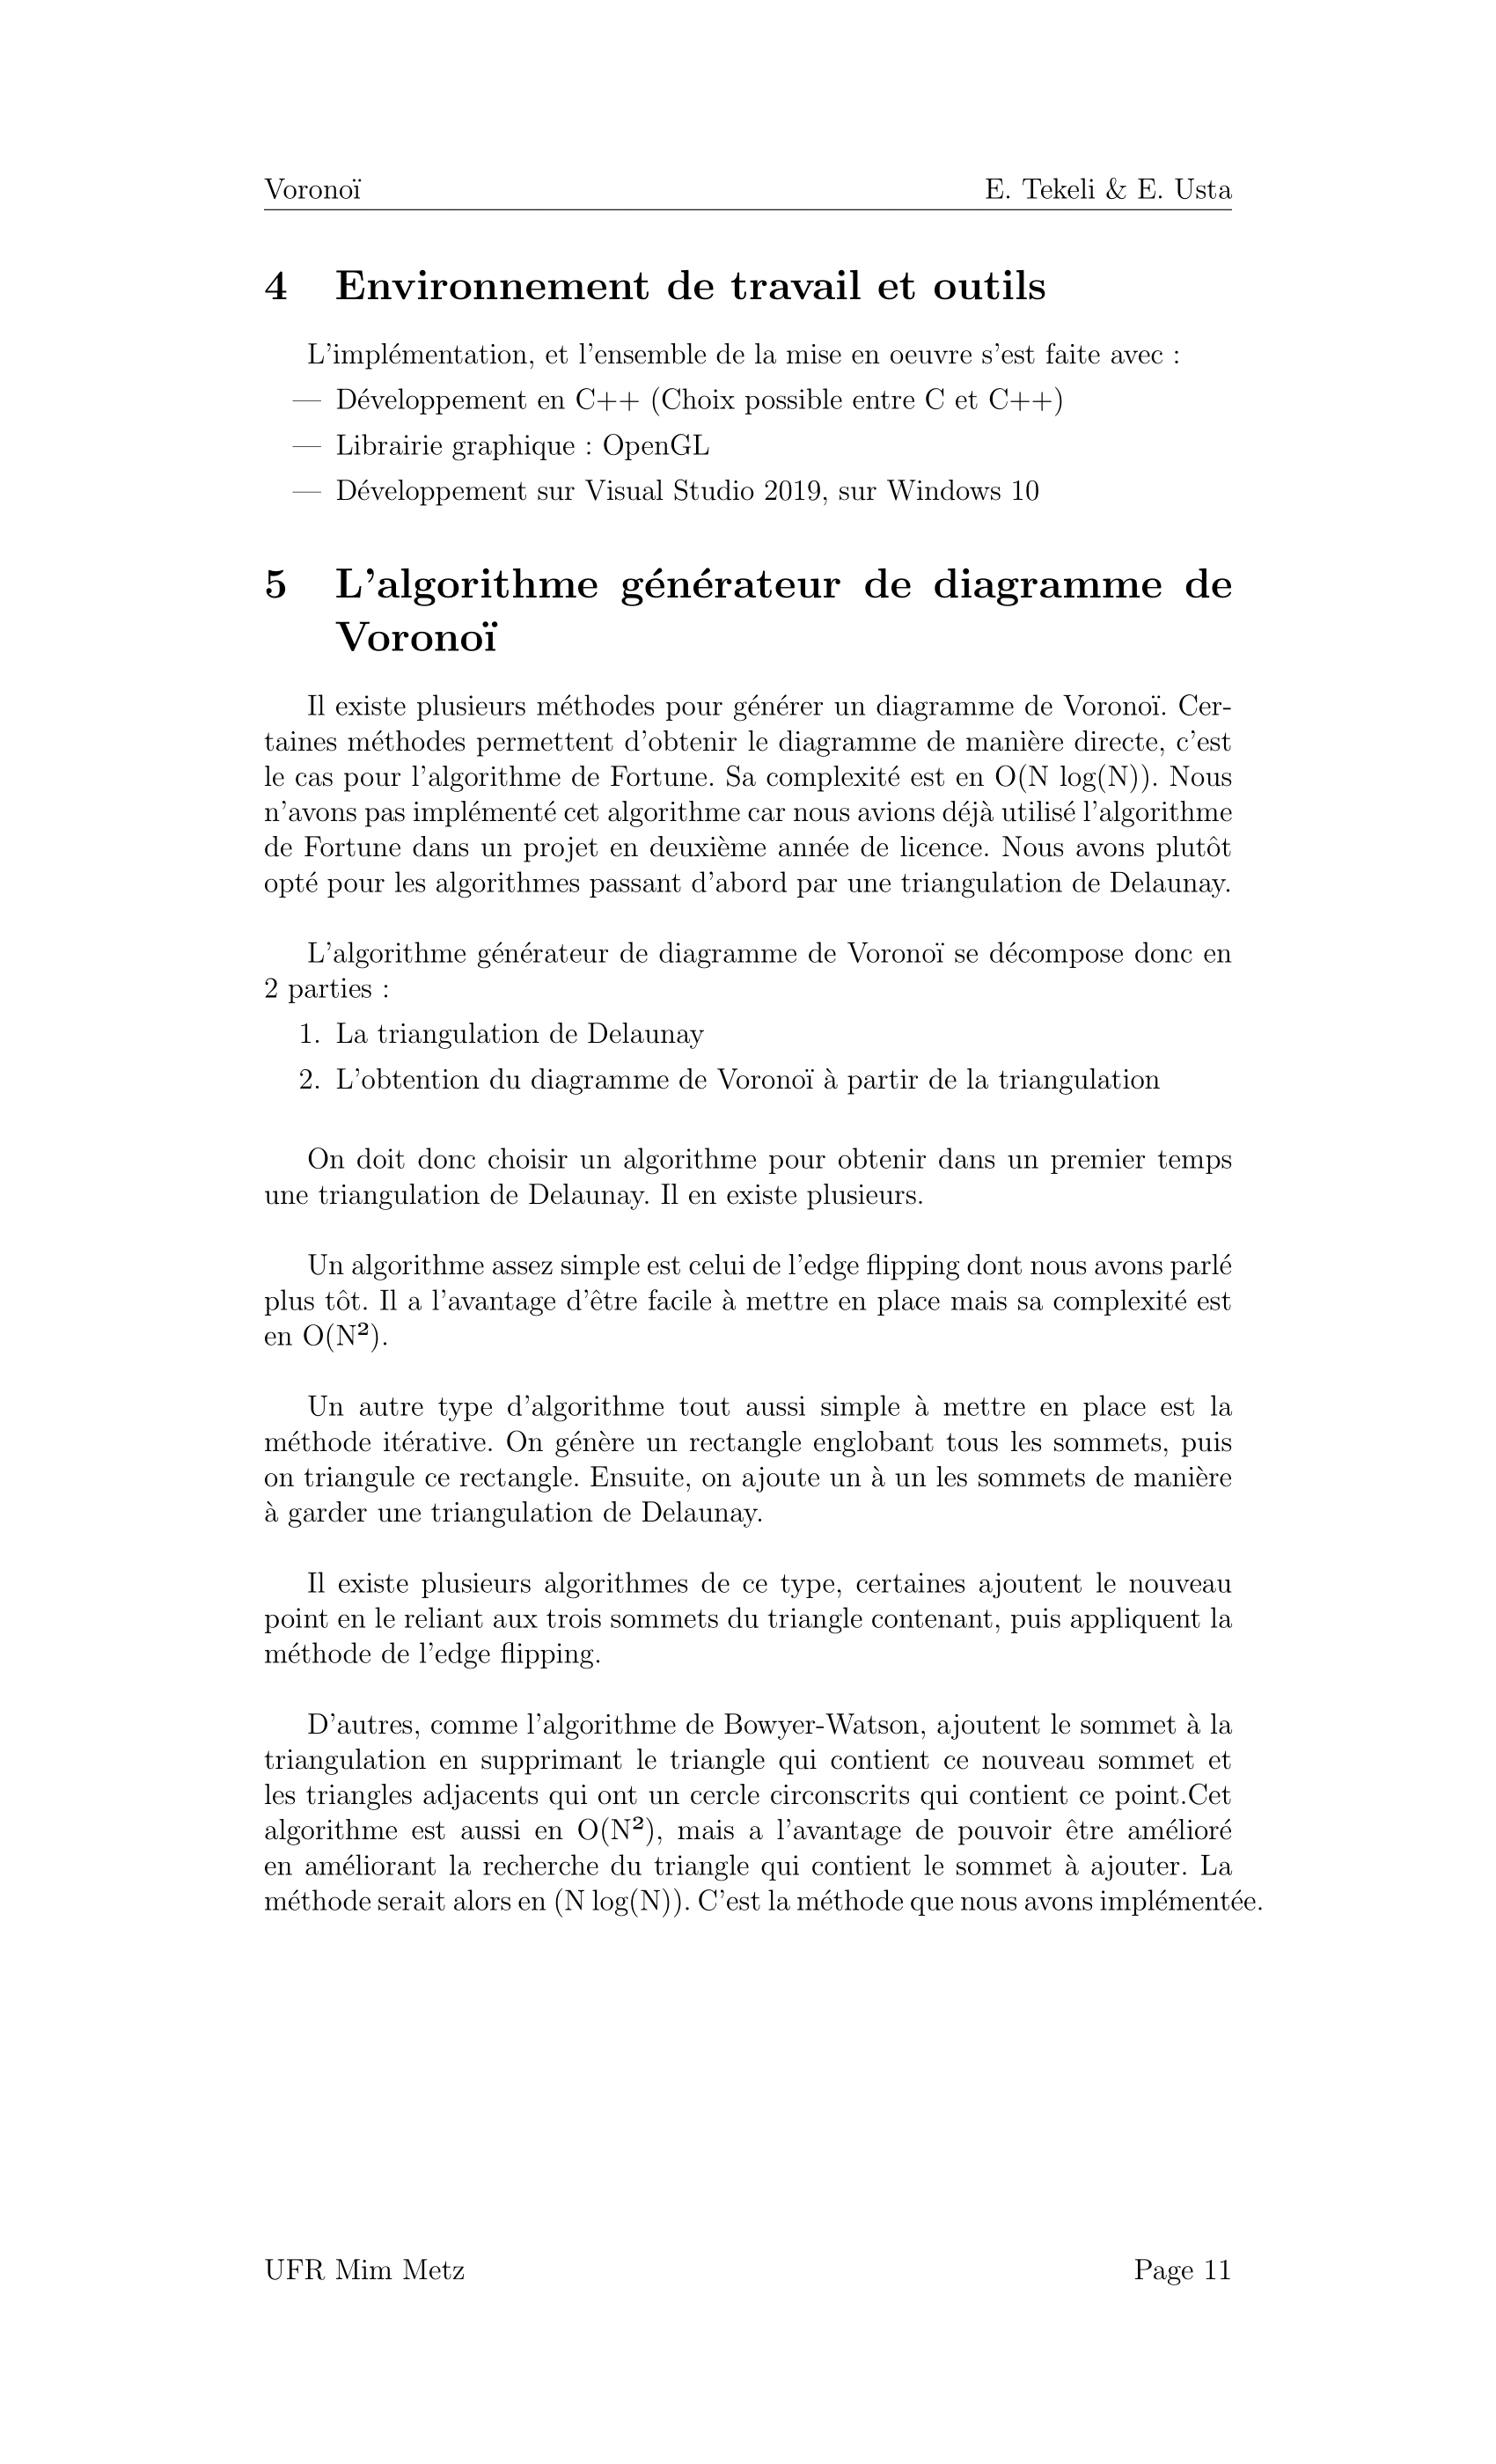 Voronoï E. Tekeli & E. Usta
4 Environnement de travail et outils
L'implémentation, et l'ensemble de la mise en oeuvre s'est faite avec :
— Développement en C++ (Choix possible entre C et C++)
— Librairie graphique : OpenGL
— Développement sur Visual Studio 2019, sur Windows 10
5 L'algorithme générateur de diagramme de
Voronoï
Il existe plusieurs méthodes pour générer un diagramme de Voronoï. Cer-
taines méthodes permettent d'obtenir le diagramme de manière directe, c'est
le cas pour l'algorithme de Fortune. Sa complexité est en O(N log(N)). Nous
n'avons pas implémenté cet algorithme car nous avions déjà utilisé l'algorithme
de Fortune dans un projet en deuxième année de licence. Nous avons plutôt
opté pour les algorithmes passant d'abord par une triangulation de Delaunay.
L'algorithme générateur de diagramme de Voronoï se décompose donc en
2 parties :
1. La triangulation de Delaunay
2. L'obtention du diagramme de Voronoï à partir de la triangulation
On doit donc choisir un algorithme pour obtenir dans un premier temps
une triangulation de Delaunay. Il en existe plusieurs.
Un algorithme assez simple est celui de l'edge flipping dont nous avons parlé
plus tôt. Il a l'avantage d'être facile à mettre en place mais sa complexité est
en O(N²).
Un autre type d'algorithme tout aussi simple à mettre en place est la
méthode itérative. On génère un rectangle englobant tous les sommets, puis
on triangule ce rectangle. Ensuite, on ajoute un à un les sommets de manière
à garder une triangulation de Delaunay.
Il existe plusieurs algorithmes de ce type, certaines ajoutent le nouveau
point en le reliant aux trois sommets du triangle contenant, puis appliquent la
méthode de l'edge flipping.
D'autres, comme l'algorithme de Bowyer-Watson, ajoutent le sommet à la
triangulation en supprimant le triangle qui contient ce nouveau sommet et
les triangles adjacents qui ont un cercle circonscrits qui contient ce point.Cet
algorithme est aussi en O(N²), mais a l'avantage de pouvoir être amélioré
en améliorant la recherche du triangle qui contient le sommet à ajouter. La
méthode serait alors en (N log(N)). C'est la méthode que nous avons implémentée.
UFR Mim Metz Page 11